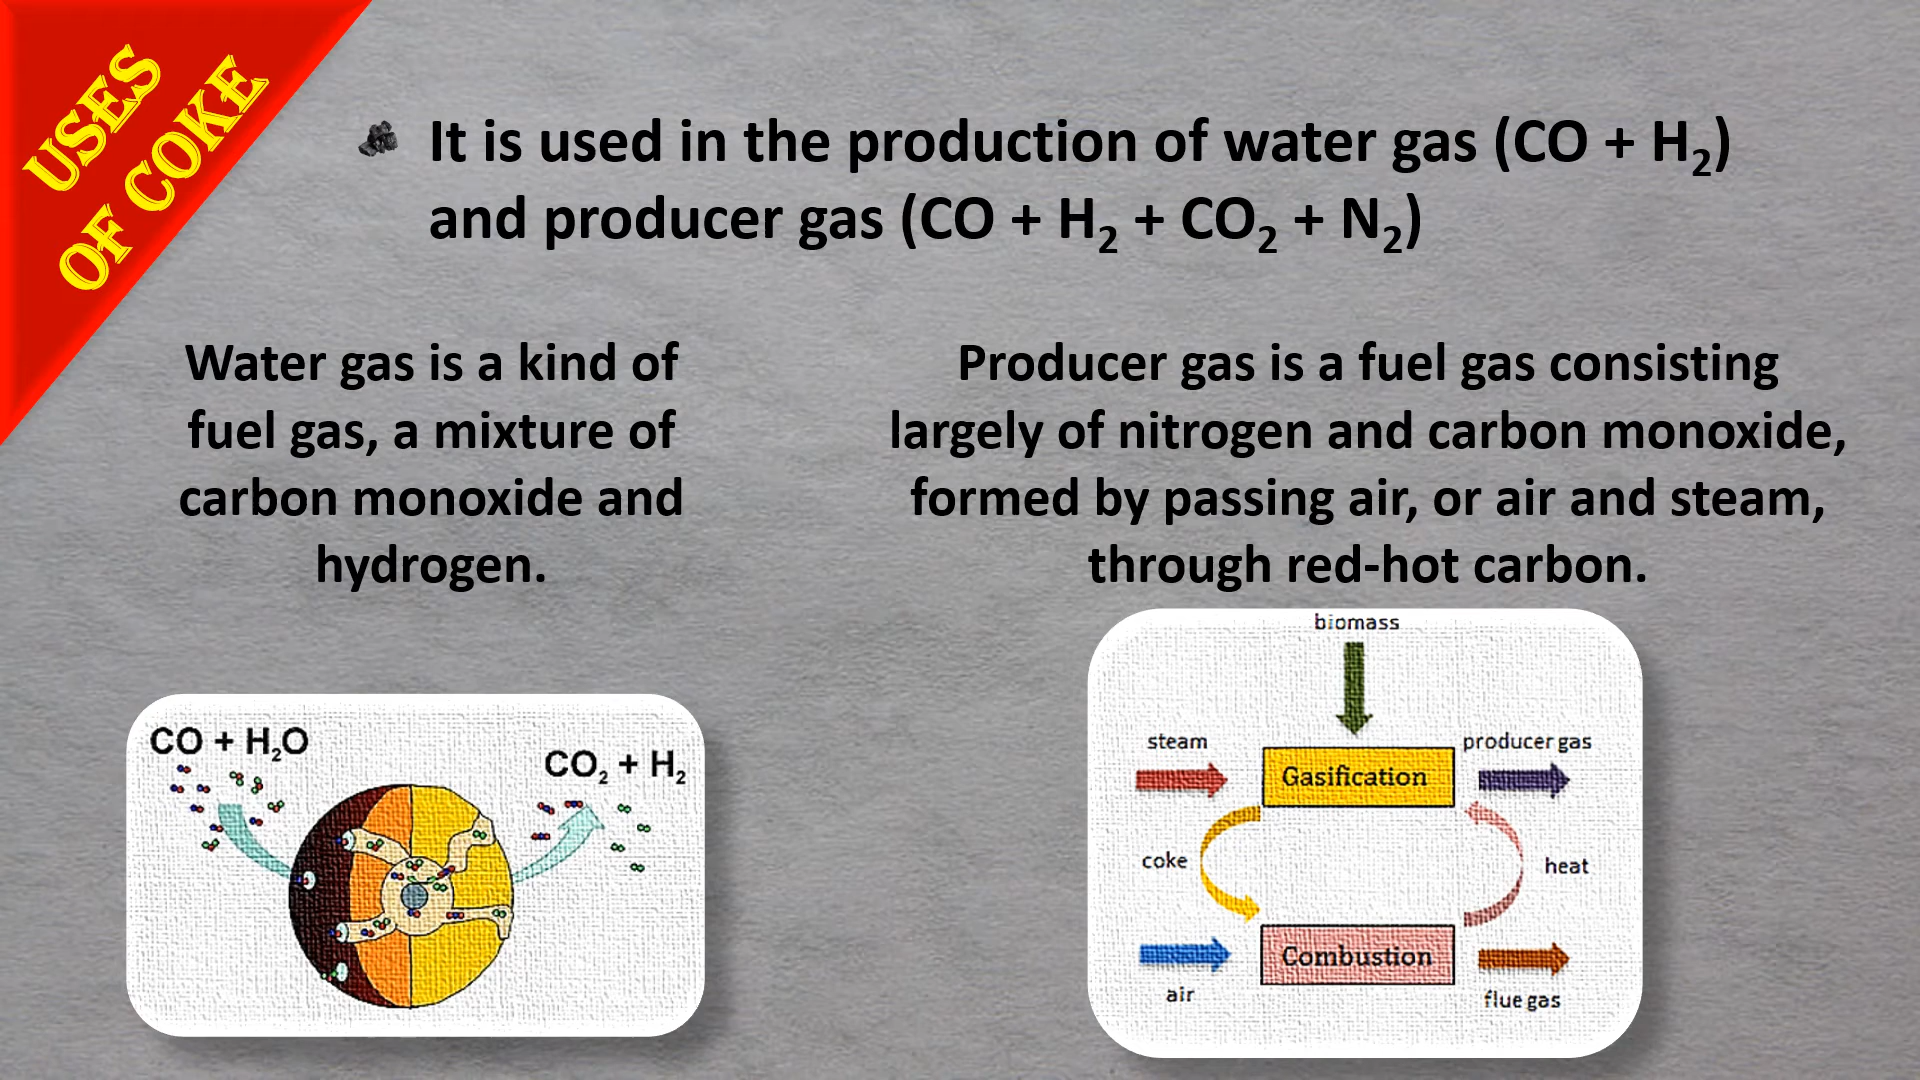 USES
OF COKE
It is used in the production of water gas (CO + H₂)
and producer gas (CO + H₂ + CO₂ + N₂)
Water gas is a kind of
fuel gas, a mixture of
carbon monoxide and
hydrogen.
Producer gas is a fuel gas consisting
largely of nitrogen and carbon monoxide,
formed by passing air, or air and steam,
through red-hot carbon.
CO + H₂O
CO₂ + H₂
biomass
steam
producer gas
Gasification
coke
heat
Combustion
air
flue gas